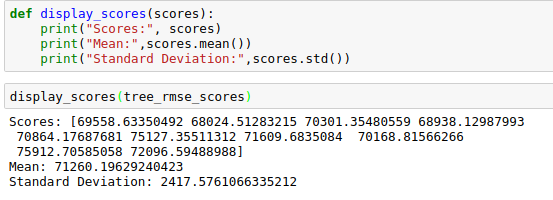 def display_scores(scores):
    print("Scores:", scores)
    print("Mean:",scores.mean())
    print("Standard Deviation:",scores.std())
display_scores(tree_rmse_scores)
Scores: [69558.63350492 68024.51283215 70301.35480559 68938.12987993
 70864.17687681 75127.35511312 71609.6835084  70168.81566266
 75912.70585058 72096.59488988]
Mean: 71260.19629240423
Standard Deviation: 2417.5761066335212